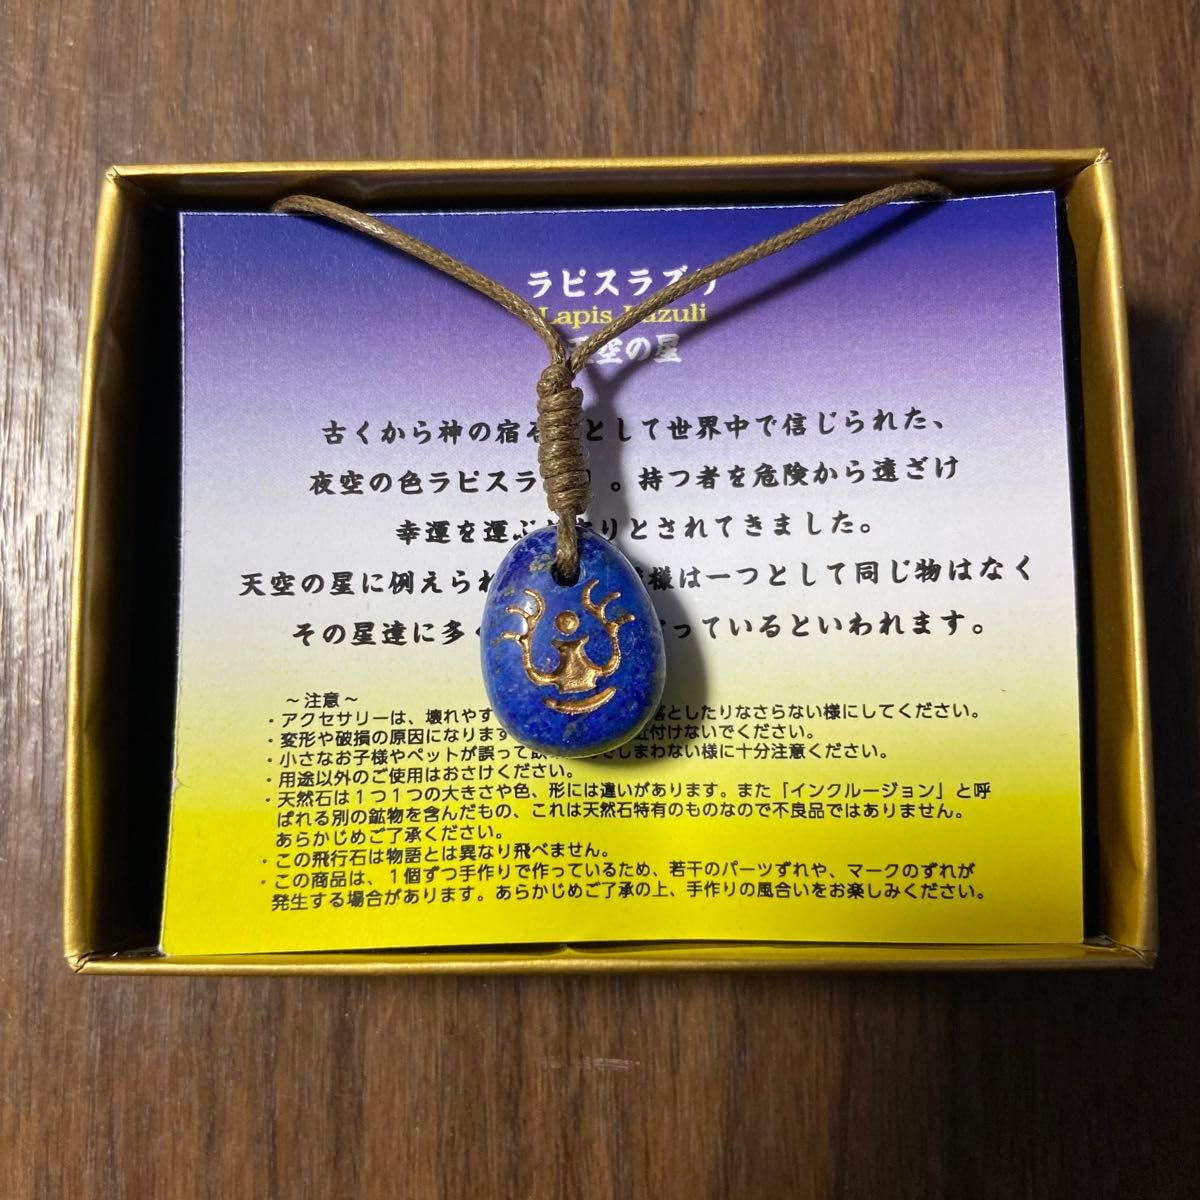 ラピスラズリ
Lapis Lazuli
天空の星
古くから神の宿る として世界中で信じられた、
夜空の色ラピスラ 。持つ者を危険から遠ざけ
幸運を運ぶ りとされてきました。
天空の星に例えられ 様は一つとして同じ物はなく
その星達に多く っているといわれます。
～注意～
・アクセサリーは、壊れやす 落としたりなさらない様にしてください。
・変形や破損の原因になります 付けないでください。
・小さなお子様やペットが誤って飲 でしまわない様に十分注意ください。
・用途以外のご使用はおさけください。
・天然石は１つ１つの大きさや色、形には違いがあります。また「インクルージョン」と呼
ばれる別の鉱物を含んだもの、これは天然石特有のものなので不良品ではありません。
あらかじめご了承ください。
・この飛行石は物語とは異なり飛べません。
・この商品は、１個ずつ手作りで作っているため、若干のパーツずれや、マークのずれが
発生する場合があります。あらかじめご了承の上、手作りの風合いをお楽しみください。